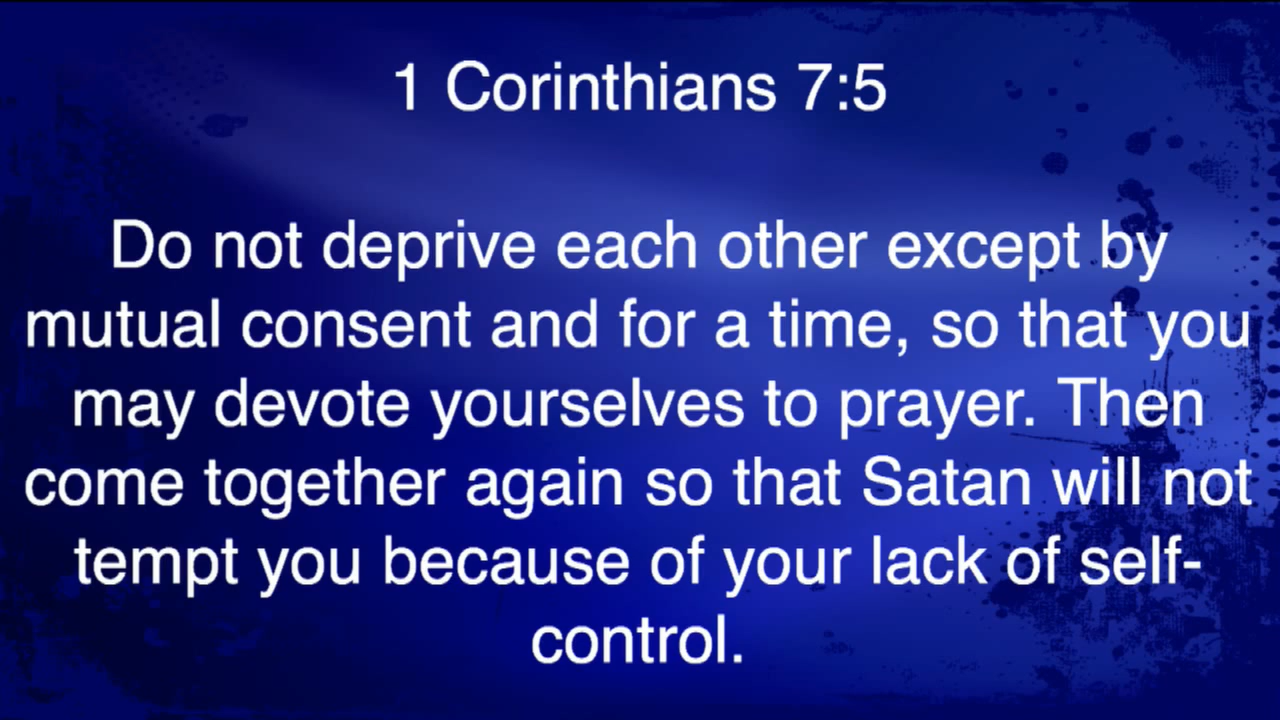 1 Corinthians 7:5
Do not deprive each other except by
mutual consent and for a time, so that you
may devote yourselves to prayer. Then
come together again so that Satan will not
tempt you because of your lack of self-
control.